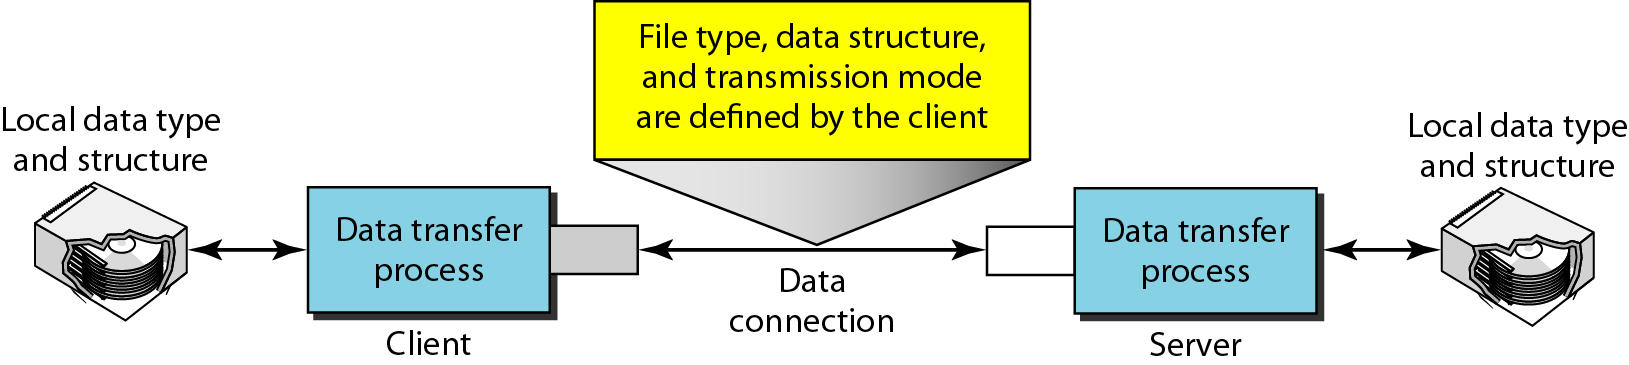 File type, data structure,
and transmission mode
are defined by the client
Local data type
and structure
Local data type
and structure
Data transfer
process
Data transfer
process
Data
connection
Client
Server